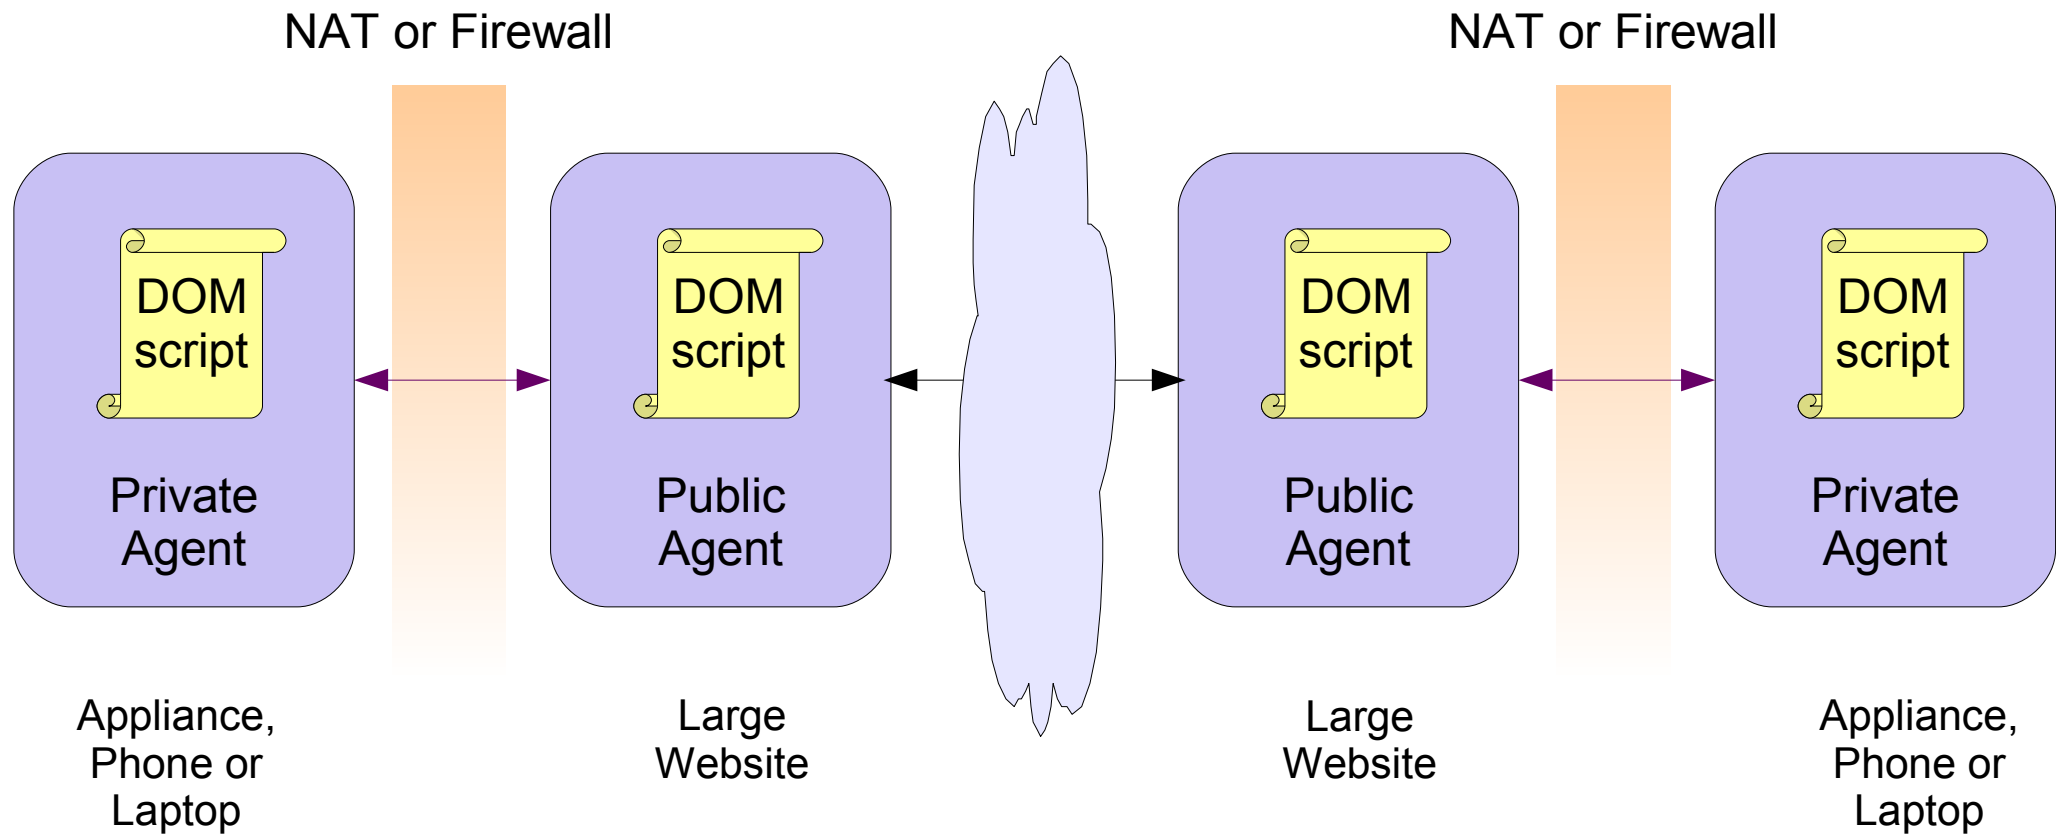 NAT or Firewall
NAT or Firewall
DOM
script
Private
Agent
DOM
script
Public
Agent
DOM
script
Public
Agent
DOM
script
Private
Agent
Appliance,
Phone or
Laptop
Large
Website
Large
Website
Appliance,
Phone or
Laptop